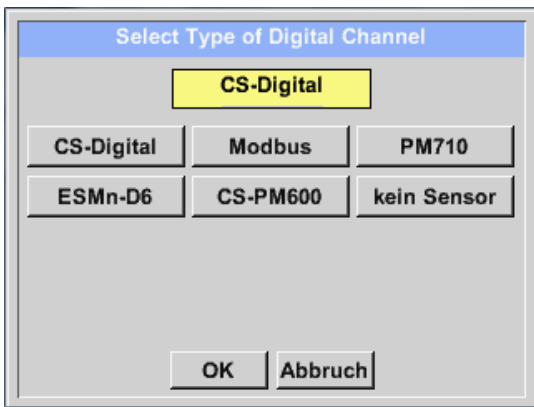 Select Type of Digital Channel
CS-Digital
CS-Digital Modbus PM710
ESMn-D6 CS-PM600 kein Sensor
OK Abbruch